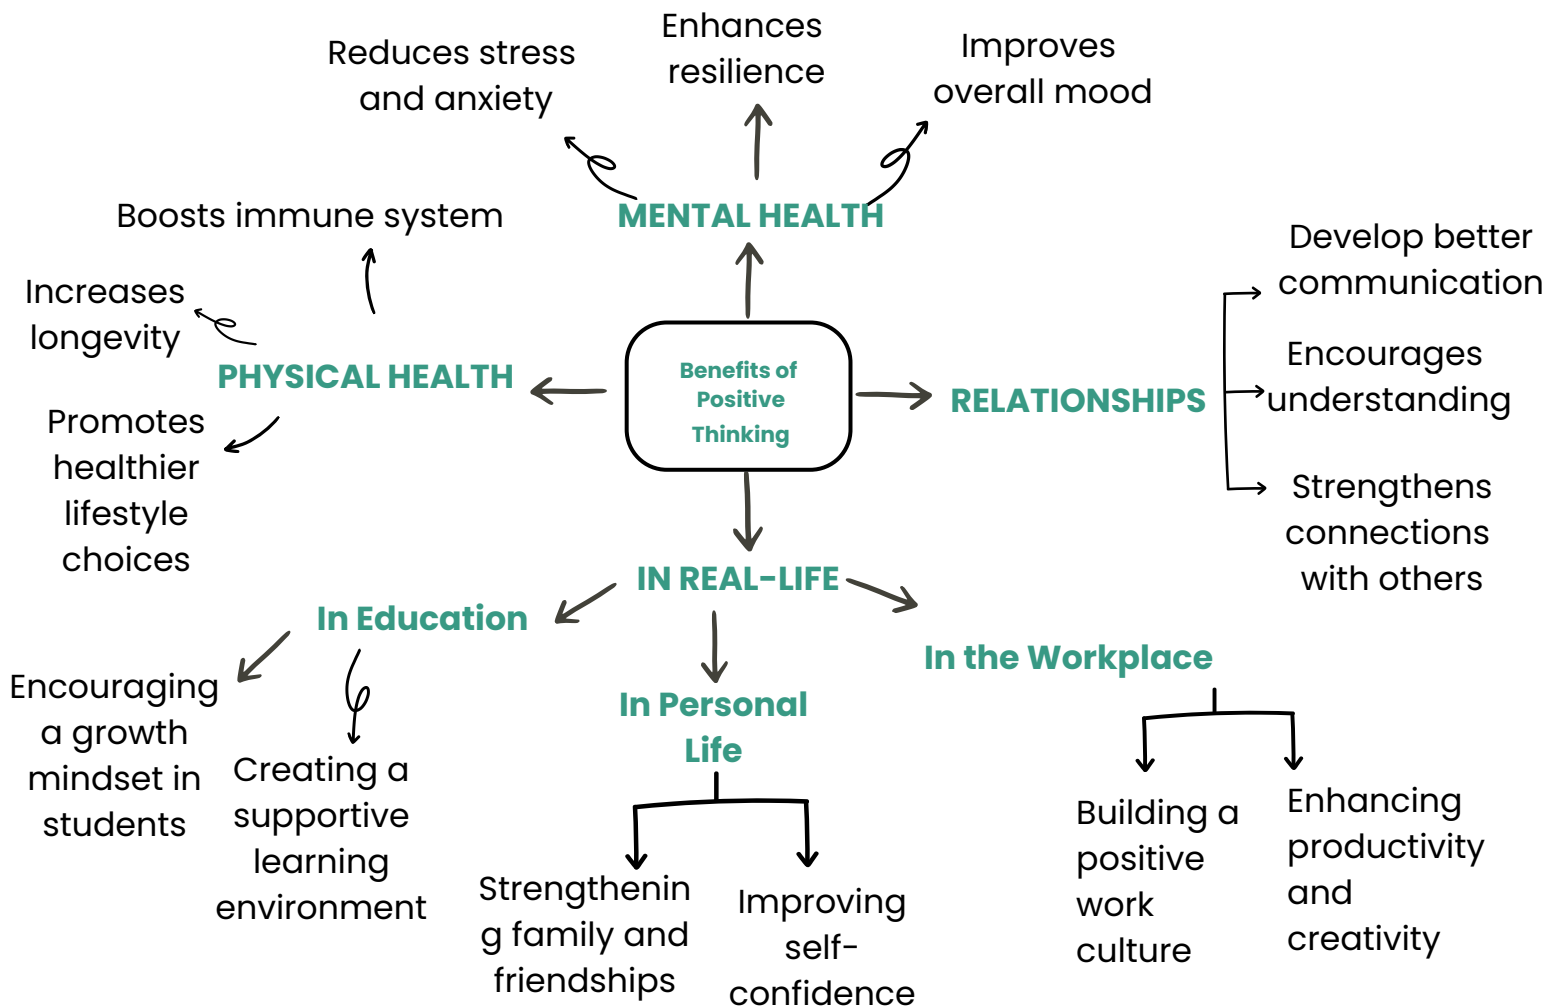 Reduces stress
and anxiety
Enhances
resilience
Improves
overall mood
MENTAL HEALTH
Boosts immune system
Increases
longevity
PHYSICAL HEALTH
Promotes
healthier
lifestyle
choices
Benefits of
Positive
Thinking
RELATIONSHIPS
Develop better
communication
Encourages
understanding
Strengthens
connections
with others
IN REAL-LIFE
In Education
Encouraging
a growth
mindset in
students
Creating a
supportive
learning
environment
In Personal
Life
Strengthenin
g family and
friendships
Improving
self-
confidence
In the Workplace
Building a
positive
work
culture
Enhancing
productivity
and
creativity